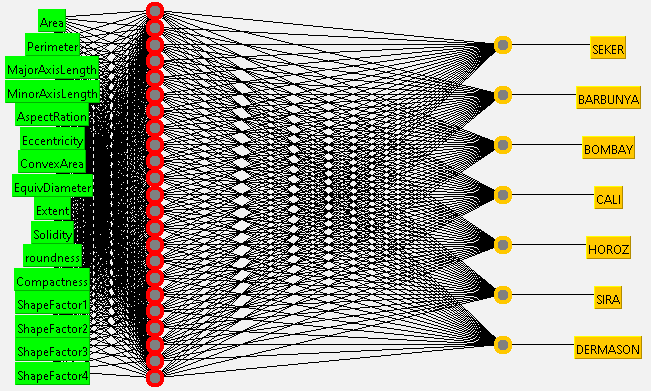 Area
Perimeter
MajorAxisLength
MinorAxisLength
AspectRation
Eccentricity
ConvexArea
EquivDiameter
Extent
Solidity
roundness
Compactness
ShapeFactor1
ShapeFactor2
ShapeFactor3
ShapeFactor4
SEKER
BARBUNYA
BOMBAY
CALI
HOROZ
SIRA
DERMASON